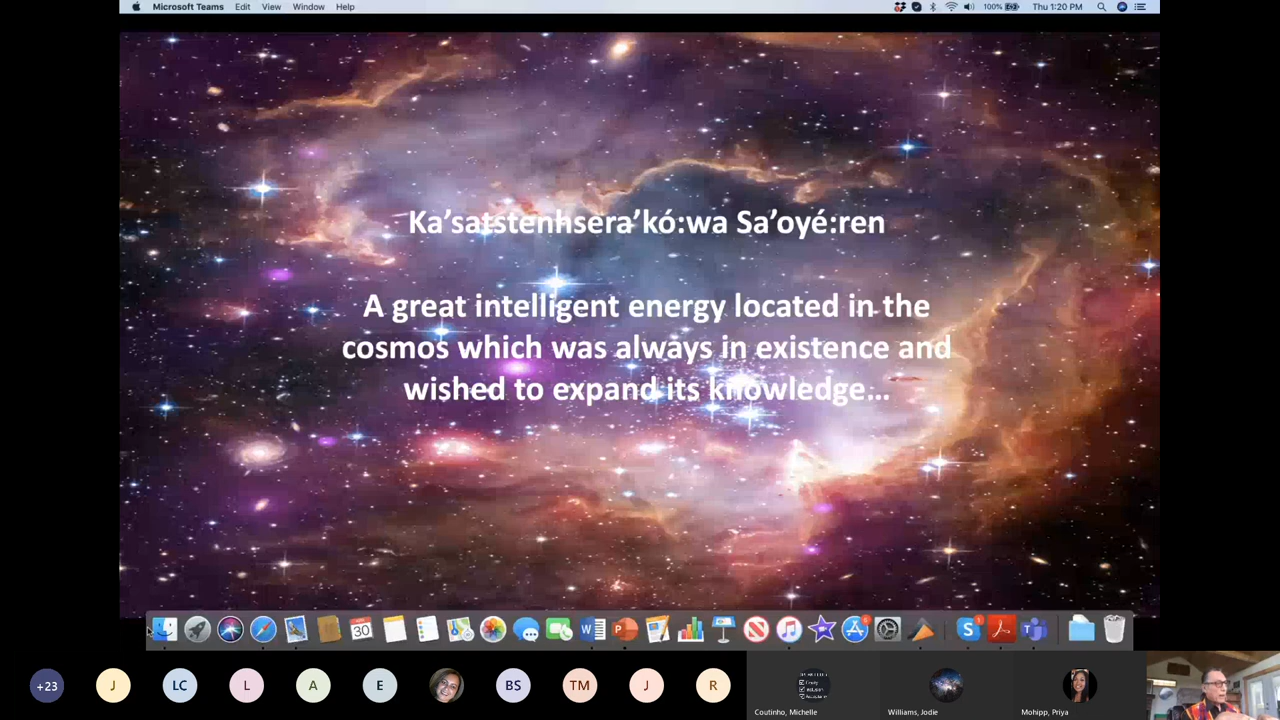 Microsoft Teams Edit View Window Help 100% Thu 1:20 PM
Ka’satstenhsera’kó:wa Sa’oyé:ren
A great intelligent energy located in the
cosmos which was always in existence and
wished to expand its knowledge…
30
+23 J LC L A E BS TM J R
Coutinho, Michelle Williams, Jodie Mohipp, Priya